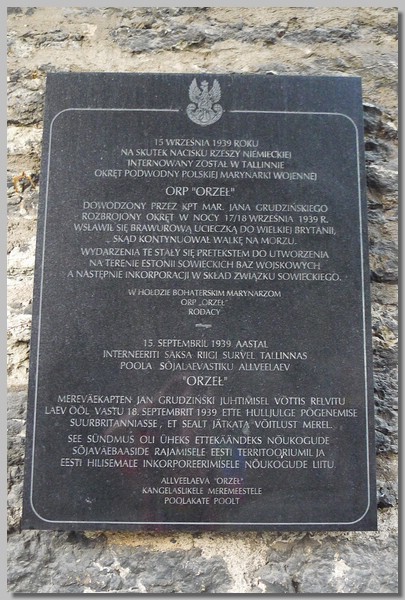 15 WRZEŚNIA 1939 ROKU
NA SKUTEK NACISKU RZESZY NIEMIECKIEJ
INTERNOWANY ZOSTAŁ W TALLINNIE
OKRĘT PODWODNY POLSKIEJ MARYNARKI WOJENNEJ
ORP "ORZEŁ"
DOWODZONY PRZEZ KPT MAR. JANA GRUDZIŃSKIEGO
ROZBROJONY OKRĘT W NOCY 17/18 WRZEŚNIA 1939 R.
WSŁAWIŁ SIĘ BRAWUROWĄ UCIECZKĄ DO WIELKIEJ BRYTANII,
SKĄD KONTYNUOWAŁ WALKĘ NA MORZU.
WYDARZENIA TE STAŁY SIĘ PRETEKSTEM DO UTWORZENIA
NA TERENIE ESTONII SOWIECKICH BAZ WOJSKOWYCH
A NASTĘPNIE INKORPORACJI W SKŁAD ZWIĄZKU SOWIECKIEGO.
W HOŁDZIE BOHATERSKIM MARYNARZOM
ORP „ORZEŁ"
RODACY
15. SEPTEMBRIL 1939 AASTAL
INTERNEERITI SAKSA RIIGI SURVEL TALLINNAS
POOLA SÕJALAEVASTIKU ALLVEELAEV
"ORZEŁ"
MEREVÄEKAPTEN JAN GRUDZIŃSKI JUHTIMISEL VÕTTIS RELVITU
LAEV ÖÖL VASTU 18. SEPTEMBRIT 1939 ETTE HULLJULGE PÕGENEMISE
SUURBRITANNIASSE, ET SEALT JÄTKATA VÕITLUST MEREL.
SEE SÜNDMUS OLI ÜHEKS ETTEKÄÄNDEKS NÕUKOGUDE
SÕJAVÄEBAASIDE RAJAMISELE EESTI TERRITOORIUMIL JA
EESTI HILISEMALE INKORPOREERIMISELE NÕUKOGUDE LIITU.
ALLVEELAEVA "ORZEŁ"
KANGELASLIKELE MEREMEESTELE
POOLAKATE POOLT